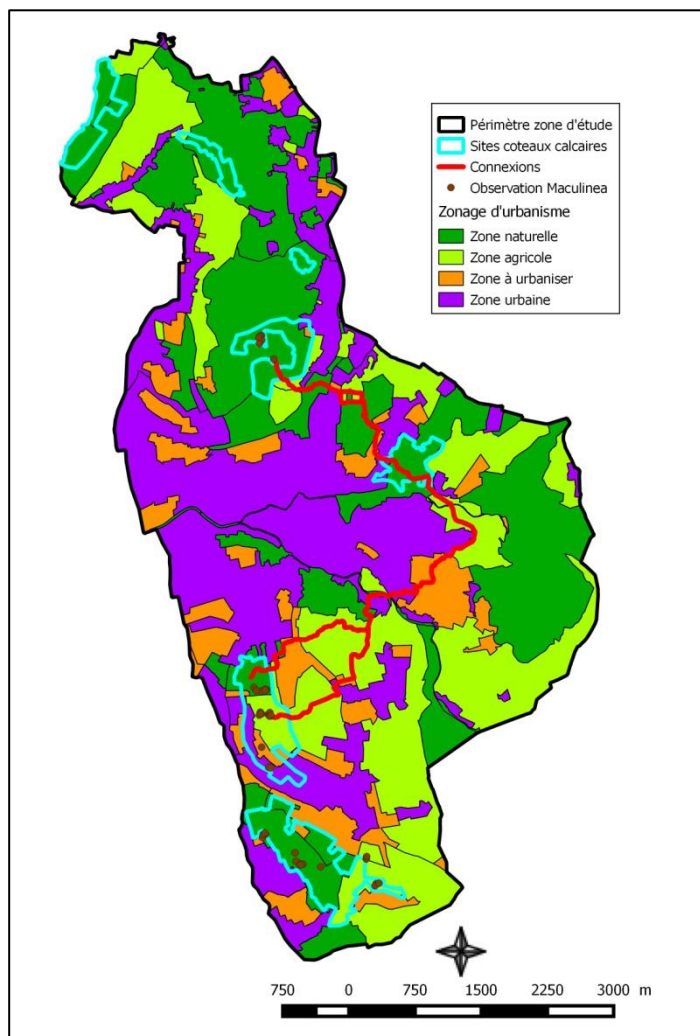 Périmètre zone d'étude
Sites coteaux calcaires
Connexions
Observation Maculinea
Zonage d'urbanisme
Zone naturelle
Zone agricole
Zone à urbaniser
Zone urbaine
750 0 750 1500 2250 3000 m